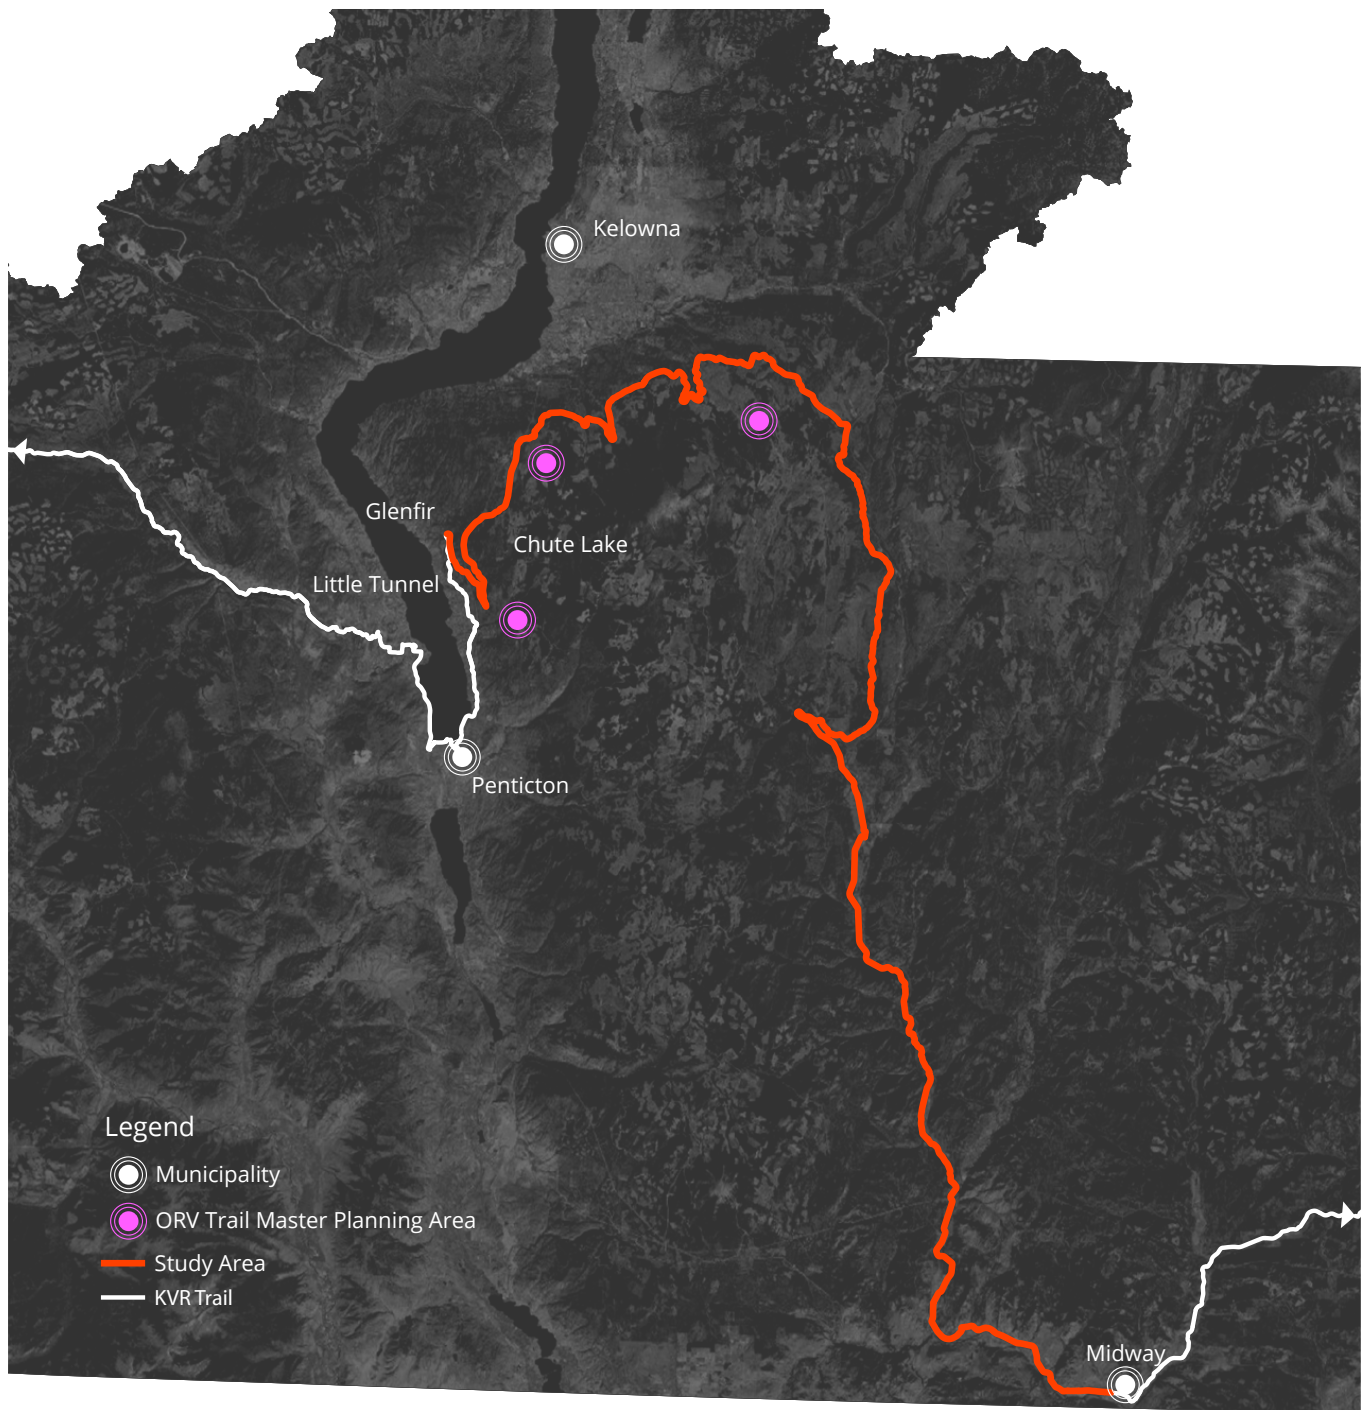 Kelowna
Glenfir
Chute Lake
Little Tunnel
Penticton
Legend
Municipality
ORV Trail Master Planning Area
Study Area
KVR Trail
Midway